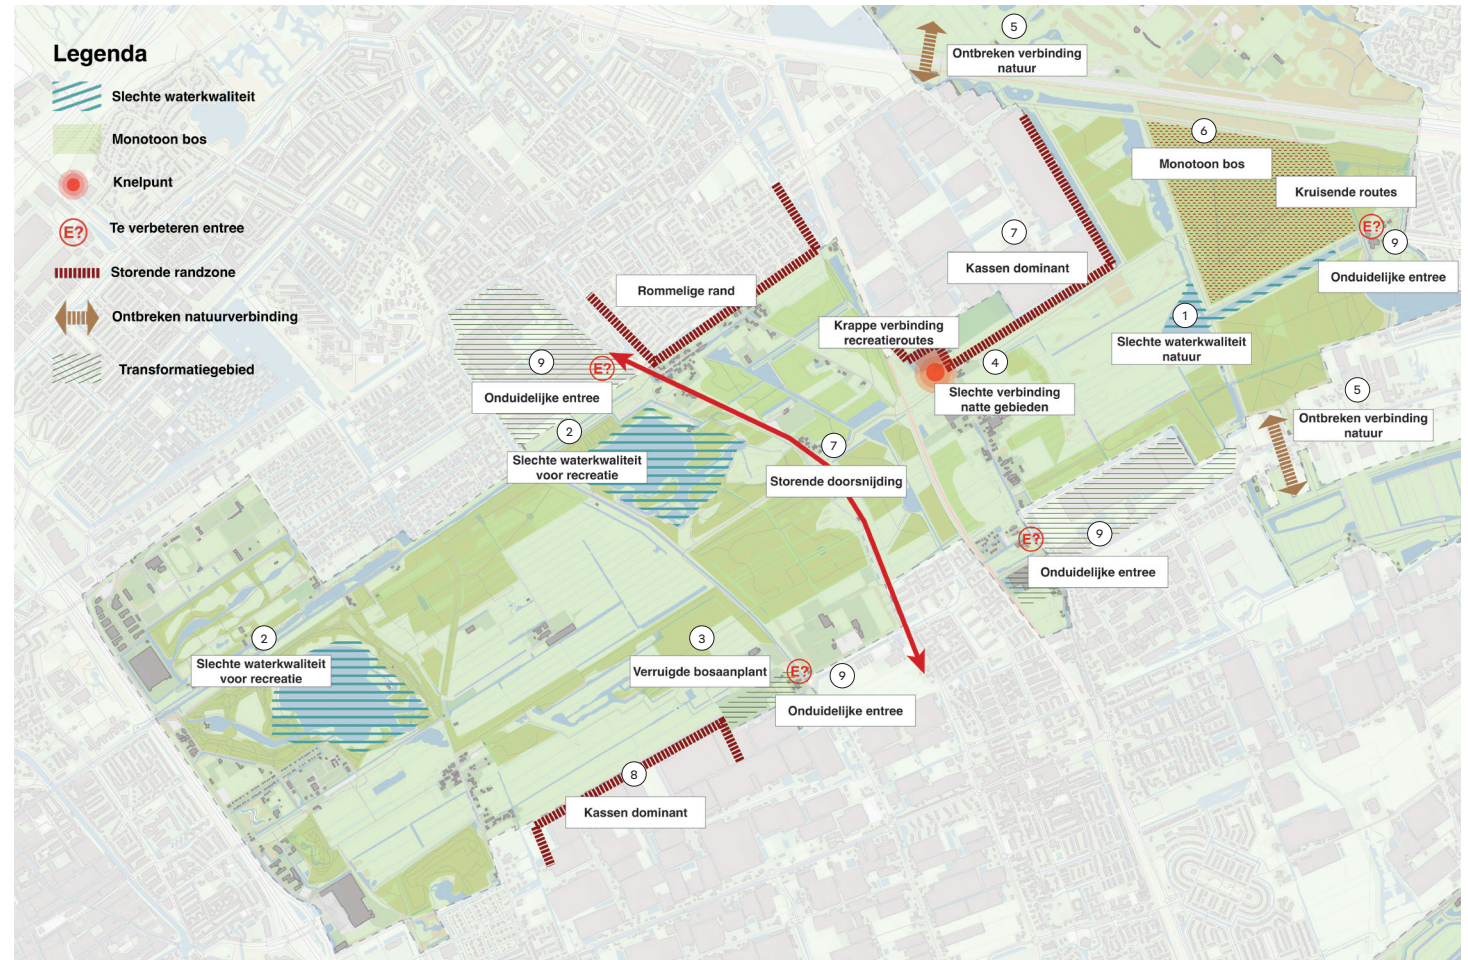 Legenda
Slechte waterkwaliteit
Monotoon bos
Knelpunt
E?
Te verbeteren entree
Storende randzone
Ontbreken natuurverbinding
Transformatiegebied
5
Ontbreken verbinding
natuur
6
Monotoon bos
Kruisende routes
E?
9
Onduidelijke entree
7
Kassen dominant
Rommelige rand
Krappe verbinding
recreatieroutes
1
Slechte waterkwaliteit
natuur
4
Slechte verbinding
natte gebieden
9
E?
Onduidelijke entree
5
Ontbreken verbinding
natuur
2
Slechte waterkwaliteit
voor recreatie
7
Storende doorsnijding
E?
9
Onduidelijke entree
2
Slechte waterkwaliteit
voor recreatie
3
Verruigde bosaanplant
E?
9
Onduidelijke entree
8
Kassen dominant